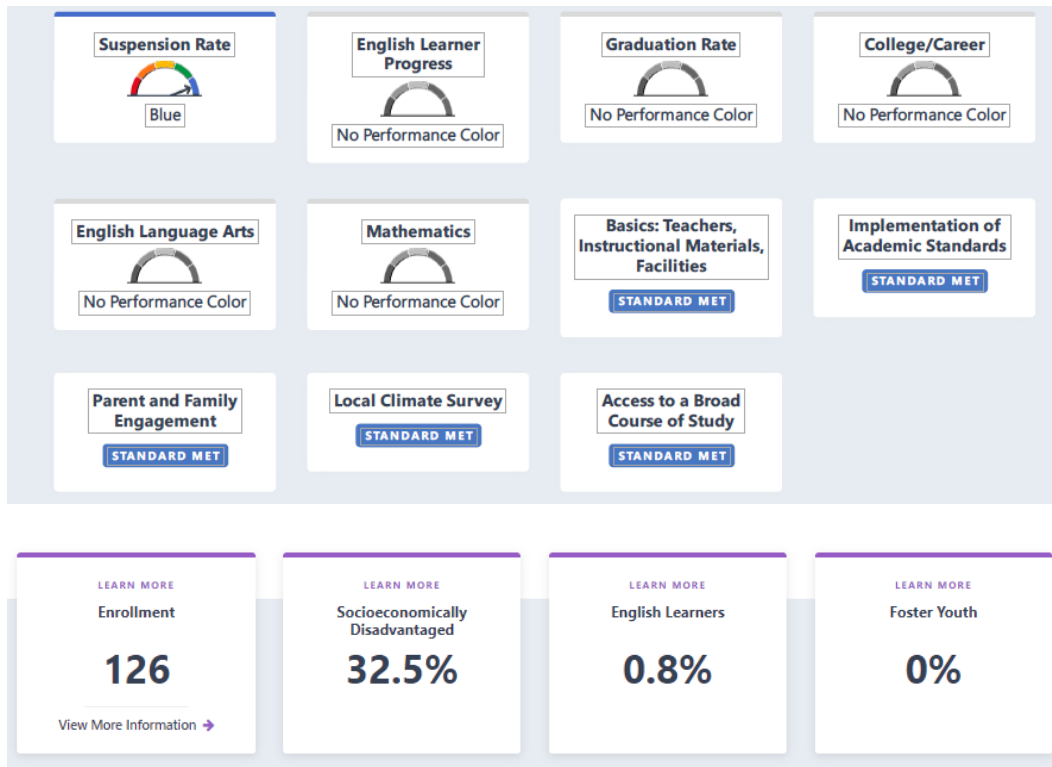 Suspension Rate
Blue
English Learner
Progress
No Performance Color
Graduation Rate
No Performance Color
College/Career
No Performance Color
English Language Arts
No Performance Color
Mathematics
No Performance Color
Basics: Teachers,
Instructional Materials,
Facilities
STANDARD MET
Implementation of
Academic Standards
STANDARD MET
Parent and Family
Engagement
STANDARD MET
Local Climate Survey
STANDARD MET
Access to a Broad
Course of Study
STANDARD MET
LEARN MORE
Enrollment
126
View More Information →
LEARN MORE
Socioeconomically
Disadvantaged
32.5%
LEARN MORE
English Learners
0.8%
LEARN MORE
Foster Youth
0%